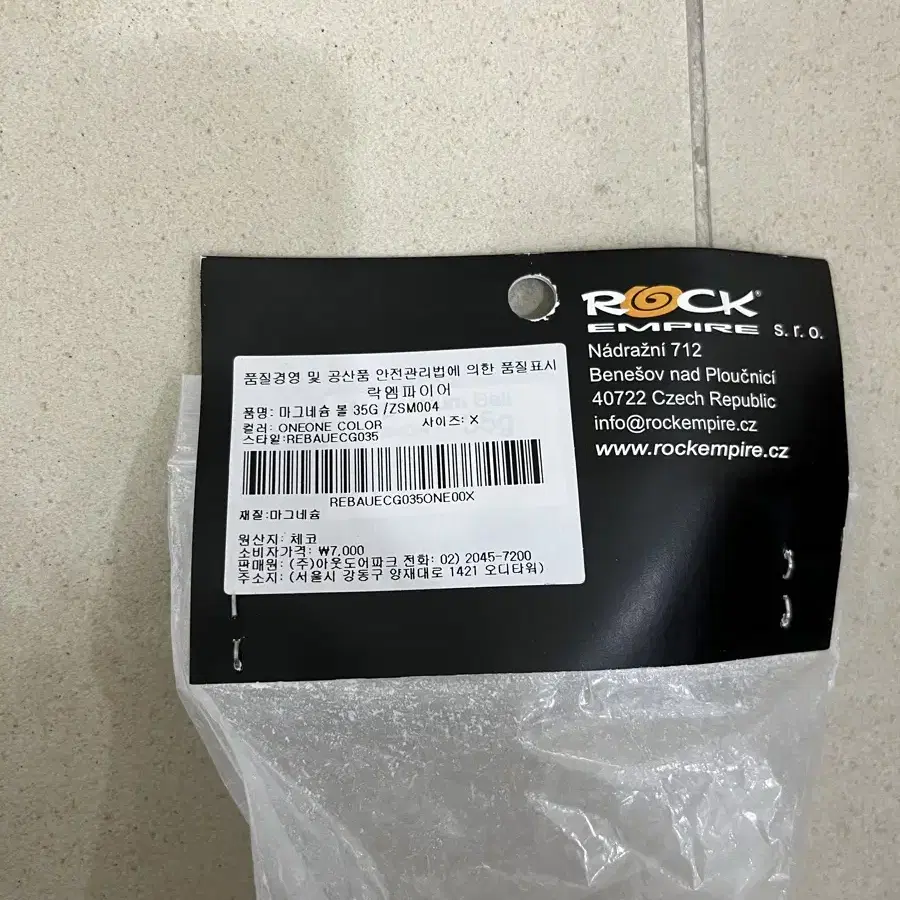 품질경영 및 공산품 안전관리법에 의한 품질표시
락엠파이어
품명: 마그네슘 볼 35G /ZSM004
컬러: ONEONE COLOR 사이즈: X
스타일:REBAUECG035
REBAUECG035ONE00X
재질:마그네슘
원산지: 체코
소비자가격: ₩7,000
판매원: (주)아웃도어파크 전화: 02) 2045-7200
주소지: (서울시 강동구 양재대로 1421 오디타워)
ROCK®
EMPIRE s.r.o.
Nádražní 712
Benešov nad Ploučnicí
40722 Czech Republic
info@rockempire.cz
www.rockempire.cz